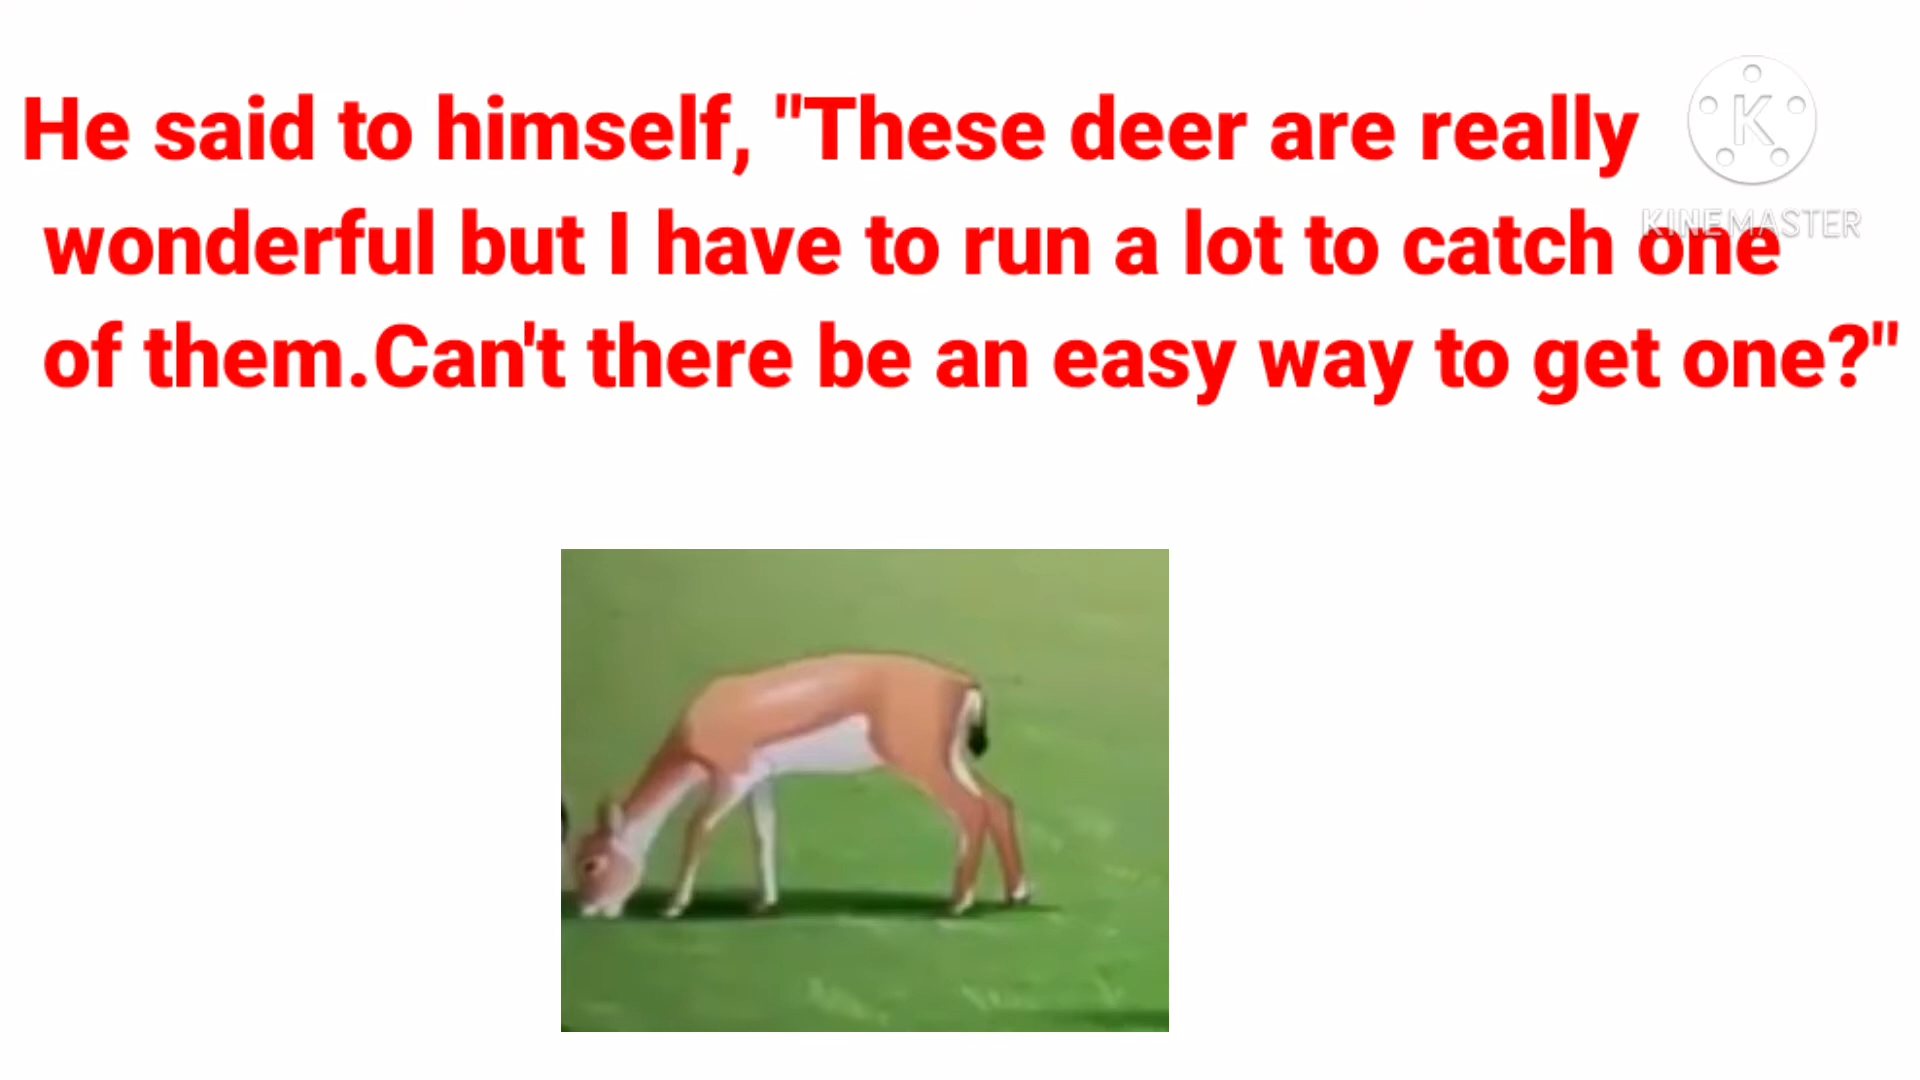 He said to himself, "These deer are really
wonderful but I have to run a lot to catch one
of them.Can't there be an easy way to get one?"
K
KINEMASTER